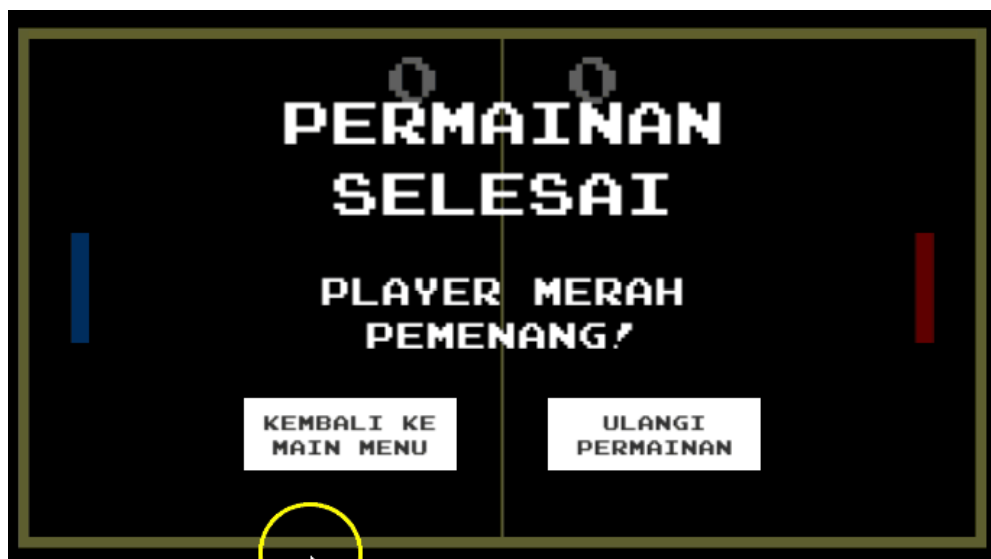 0 0
PERMAINAN
SELESAI
PLAYER MERAH
PEMENANG!
KEMBALI KE
MAIN MENU
ULANGI
PERMAINAN